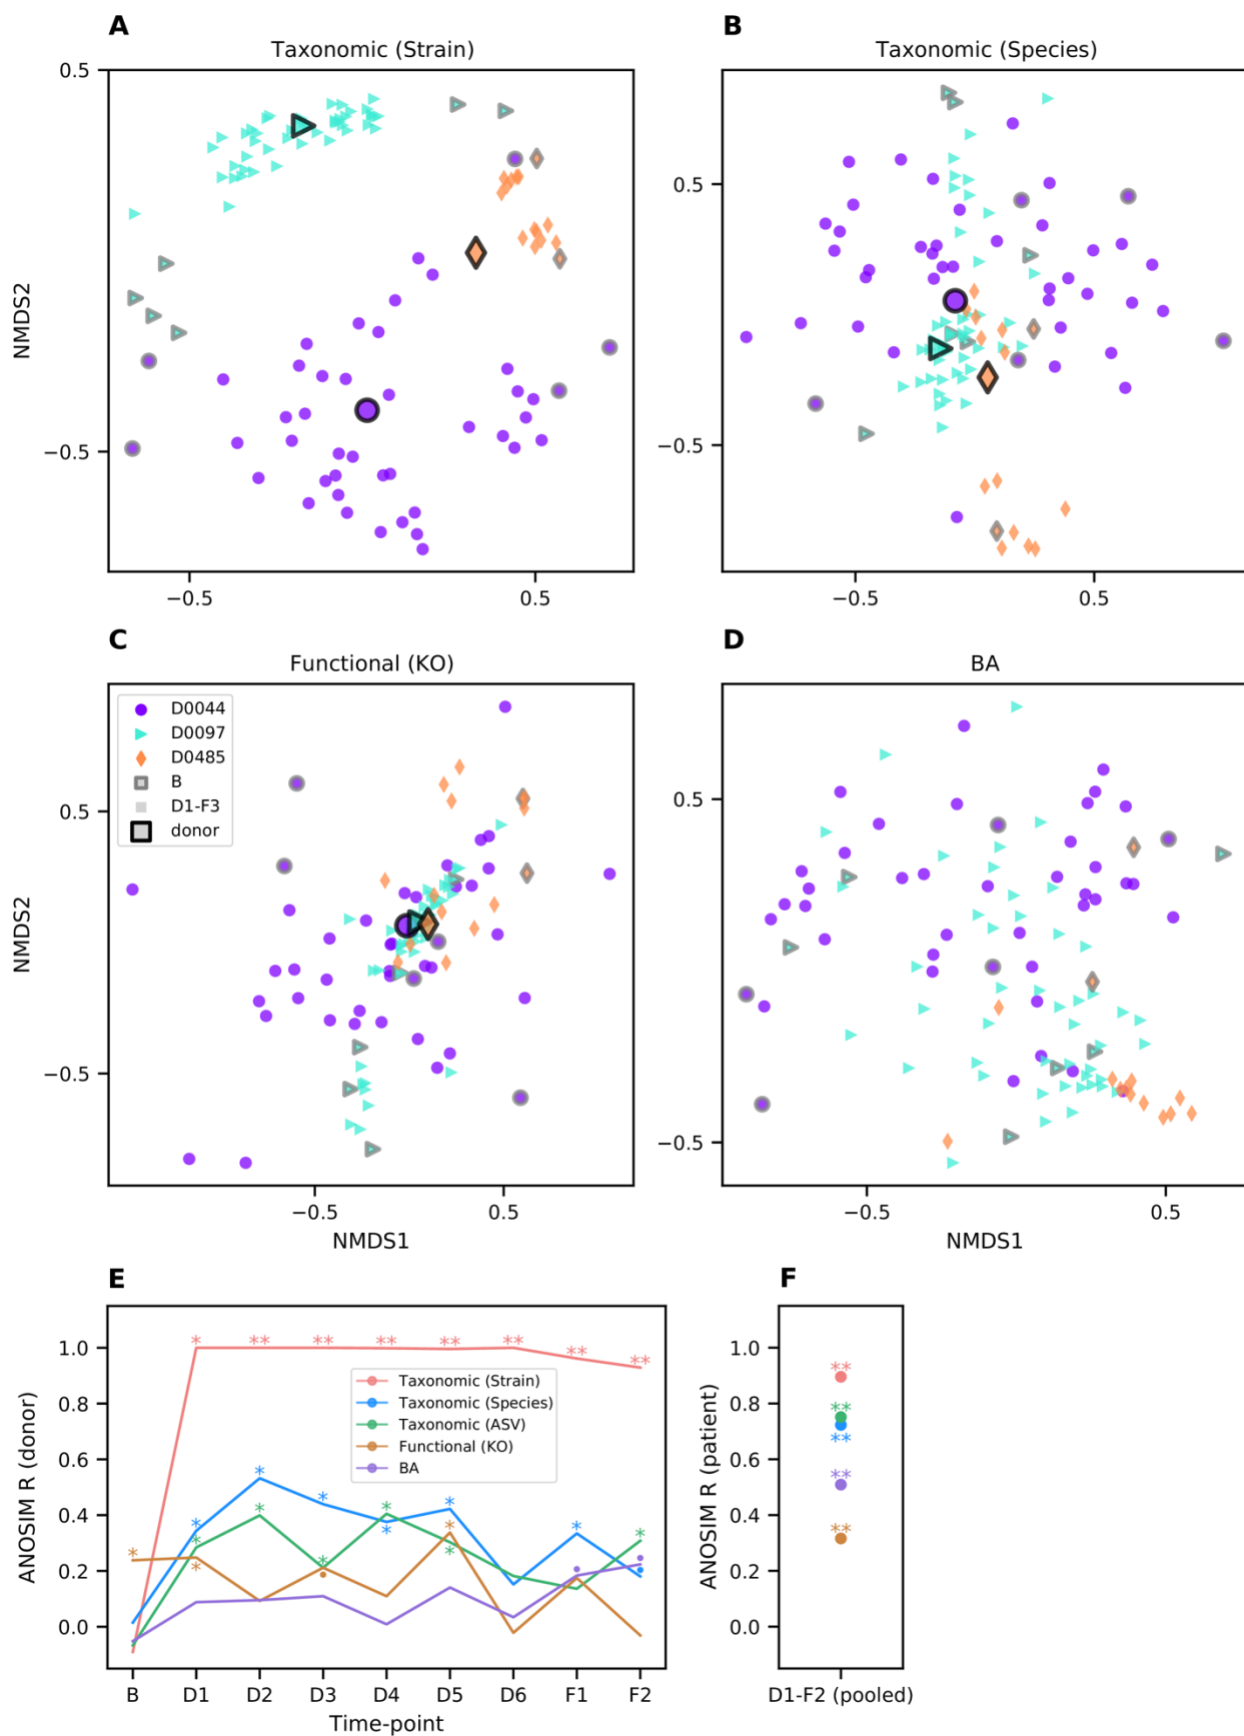 A
Taxonomic (Strain)
0.5
−0.5
NMDS2
−0.5
0.5
B
Taxonomic (Species)
0.5
−0.5
−0.5
0.5
C
Functional (KO)
D0044
D0097
D0485
B
D1-F3
donor
0.5
−0.5
NMDS2
−0.5
0.5
NMDS1
D
BA
0.5
−0.5
−0.5
0.5
NMDS1
E
ANOSIM R (donor)
1.0
0.8
0.6
0.4
0.2
0.0
* ** ** ** ** ** ** **
Taxonomic (Strain)
Taxonomic (Species)
Taxonomic (ASV)
Functional (KO)
BA
B D1 D2 D3 D4 D5 D6 F1 F2
Time-point
F
ANOSIM R (patient)
1.0
0.8
0.6
0.4
0.2
0.0
**
**
**
**
**
D1-F2 (pooled)